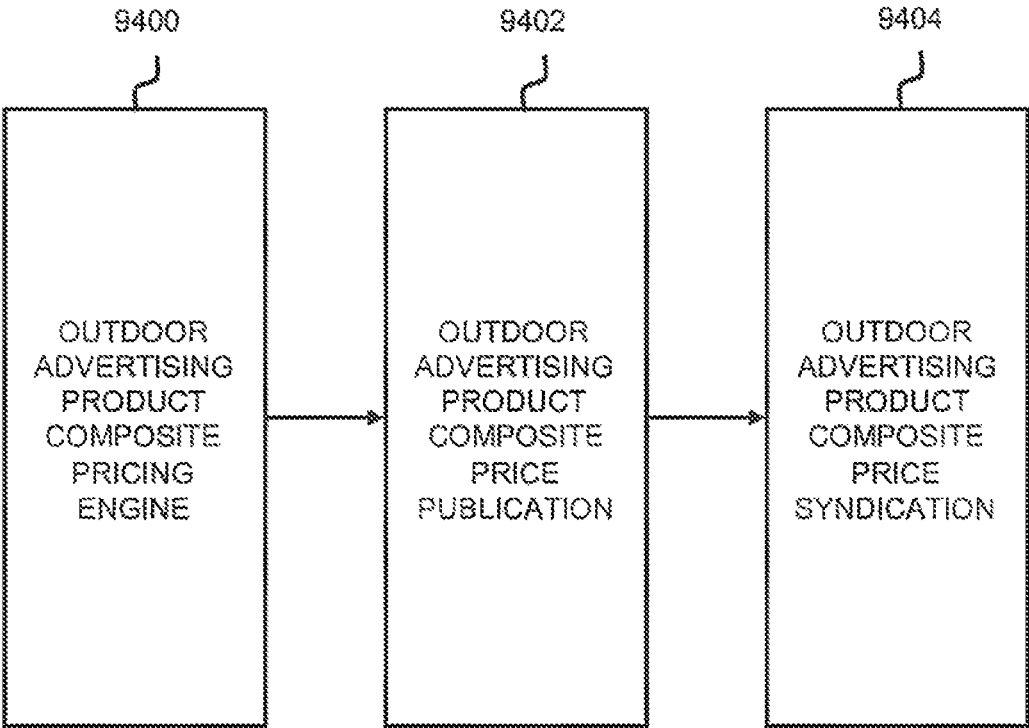 9400
OUTDOOR
ADVERTISING
PRODUCT
COMPOSITE
PRICING
ENGINE
9402
OUTDOOR
ADVERTISING
PRODUCT
COMPOSITE
PRICE
PUBLICATION
9404
OUTDOOR
ADVERTISING
PRODUCT
COMPOSITE
PRICE
SYNDICATION